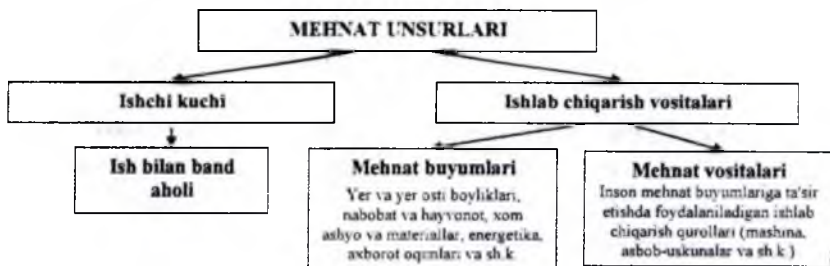 MEHNAT UNSURLARI
Ishchi kuchi
Ishlab chiqarish vositalari
Ish bilan band
aholi
Mehnat buyumlari
Yer va yer osti boyliklari,
nabobat va hayvonot, xom
ashyo va materiallar, energetika,
axborot oqimlari va sh.k
Mehnat vositalari
Inson mehnat buyumlariga ta'sir
etishda foydalaniladigan ishlab
chiqarish qurollari (mashina,
asbob-uskunalar va sh.k )